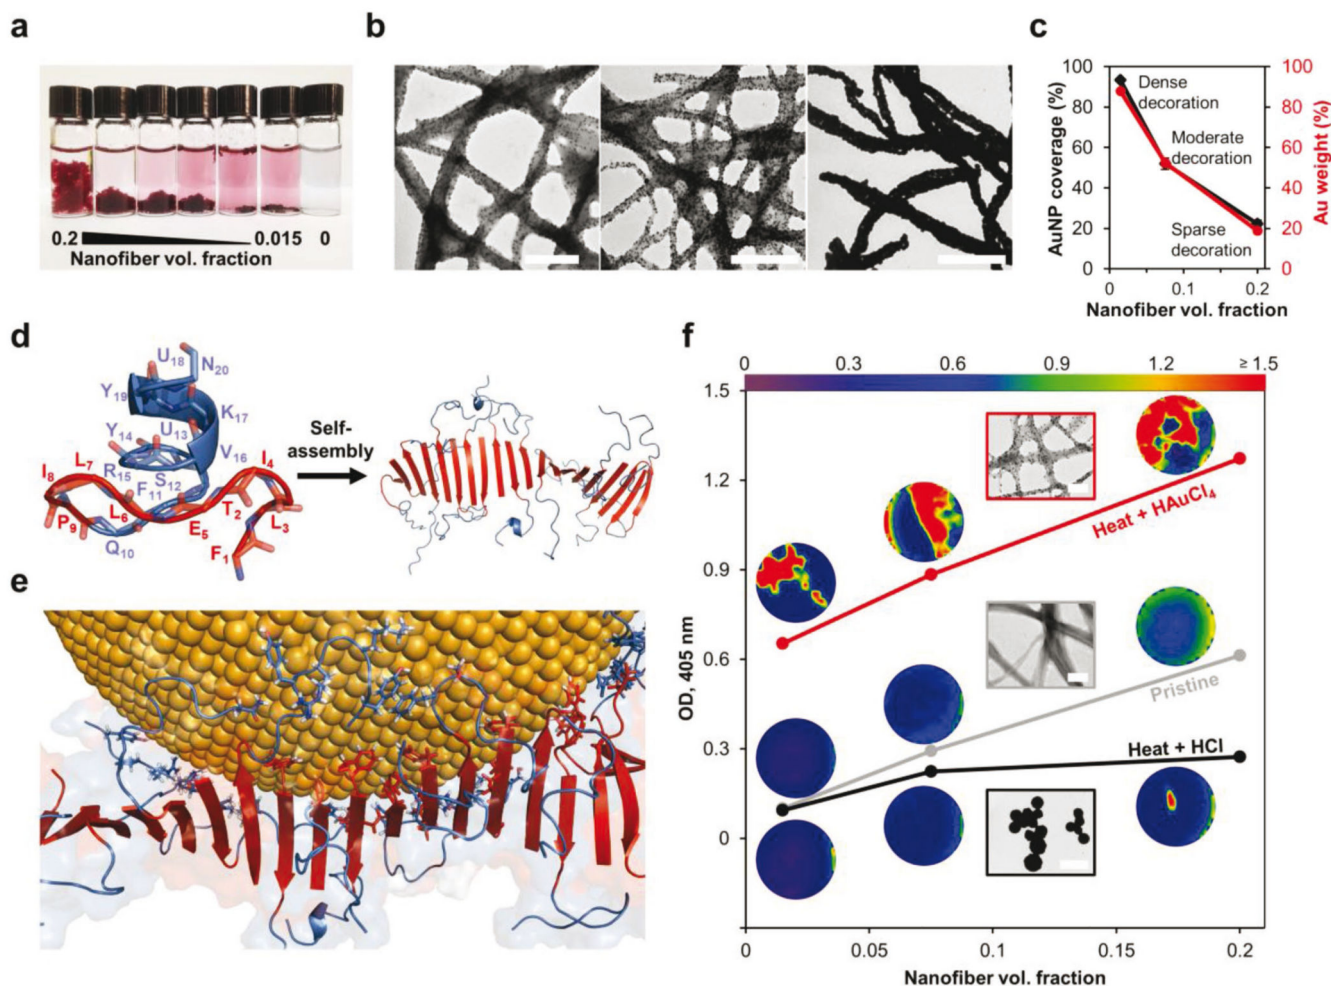 a
0.2
0.015
0
Nanofiber vol. fraction
b
c
100
80
60
40
20
0
AuNP coverage (%)
Dense
decoration
Moderate
decoration
Sparse
decoration
100
80
60
40
20
0
Au weight (%)
0
0.1
0.2
Nanofiber vol. fraction
d
U18
N20
Y19
K17
Y14
U13
V16
I4
L7
I8
R15
S12
F11
T2
L6
L3
P9
E5
Q10
F1
Self-
assembly
e
f
0
0.3
0.6
0.9
1.2
≥ 1.5
1.5
1.2
0.9
0.6
0.3
0
OD, 405 nm
Heat + HAuCl4
Pristine
Heat + HCl
0
0.05
0.1
0.15
0.2
Nanofiber vol. fraction